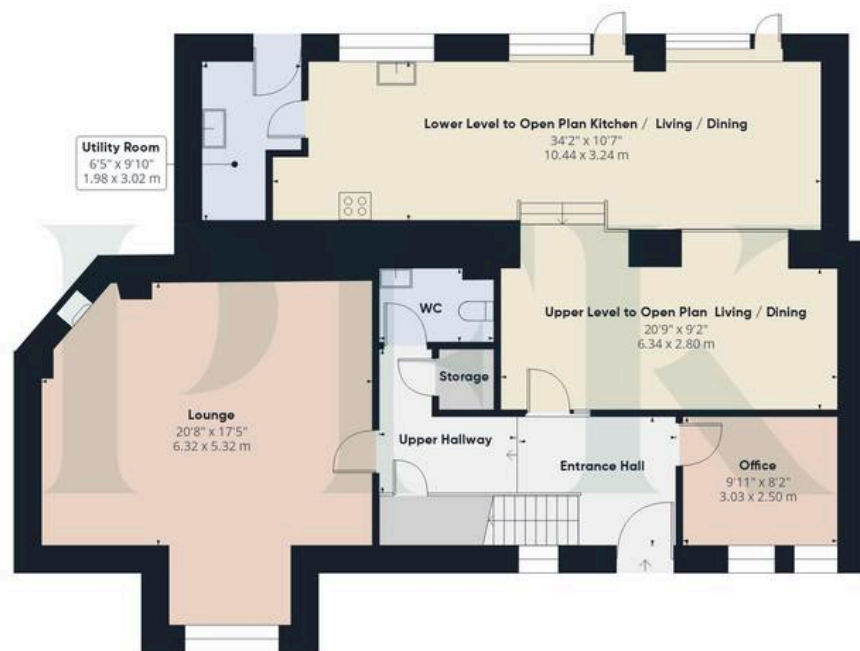 Lower Level to Open Plan Kitchen / Living / Dining
34'2" x 10'7"
10.44 x 3.24 m
Utility Room
6'5" x 9'10"
1.98 x 3.02 m
WC
Upper Level to Open Plan Living / Dining
20'9" x 9'2"
6.34 x 2.80 m
Storage
Lounge
20'8" x 17'5"
6.32 x 5.32 m
Upper Hallway
Entrance Hall
Office
9'11" x 8'2"
3.03 x 2.50 m
PFK